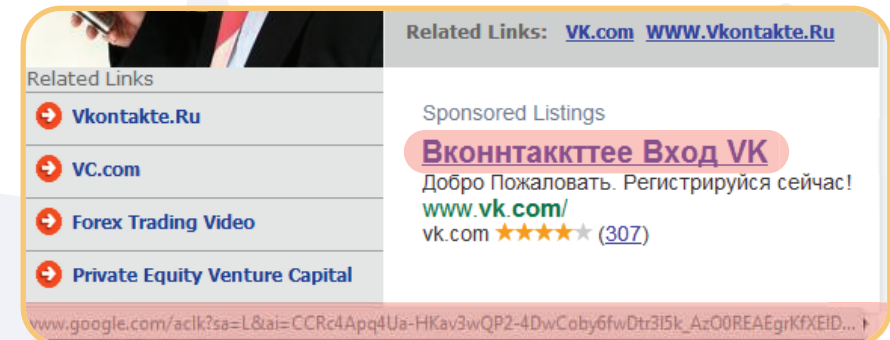 Related Links: VK.com WWW.Vkontakte.Ru
Related Links
Vkontakte.Ru
VC.com
Forex Trading Video
Private Equity Venture Capital
Sponsored Listings
Вконнтаккттее Вход VK
Добро Пожаловать. Регистрируйся сейчас!
www.vk.com/
vk.com ★★★★★ (307)
www.google.com/aclk?sa=L&ai=CCRc4Apq4Ua-HKav3wQP2-4DwCoby6fwDtr3I5k_AzO0REAEgrKfXEID...